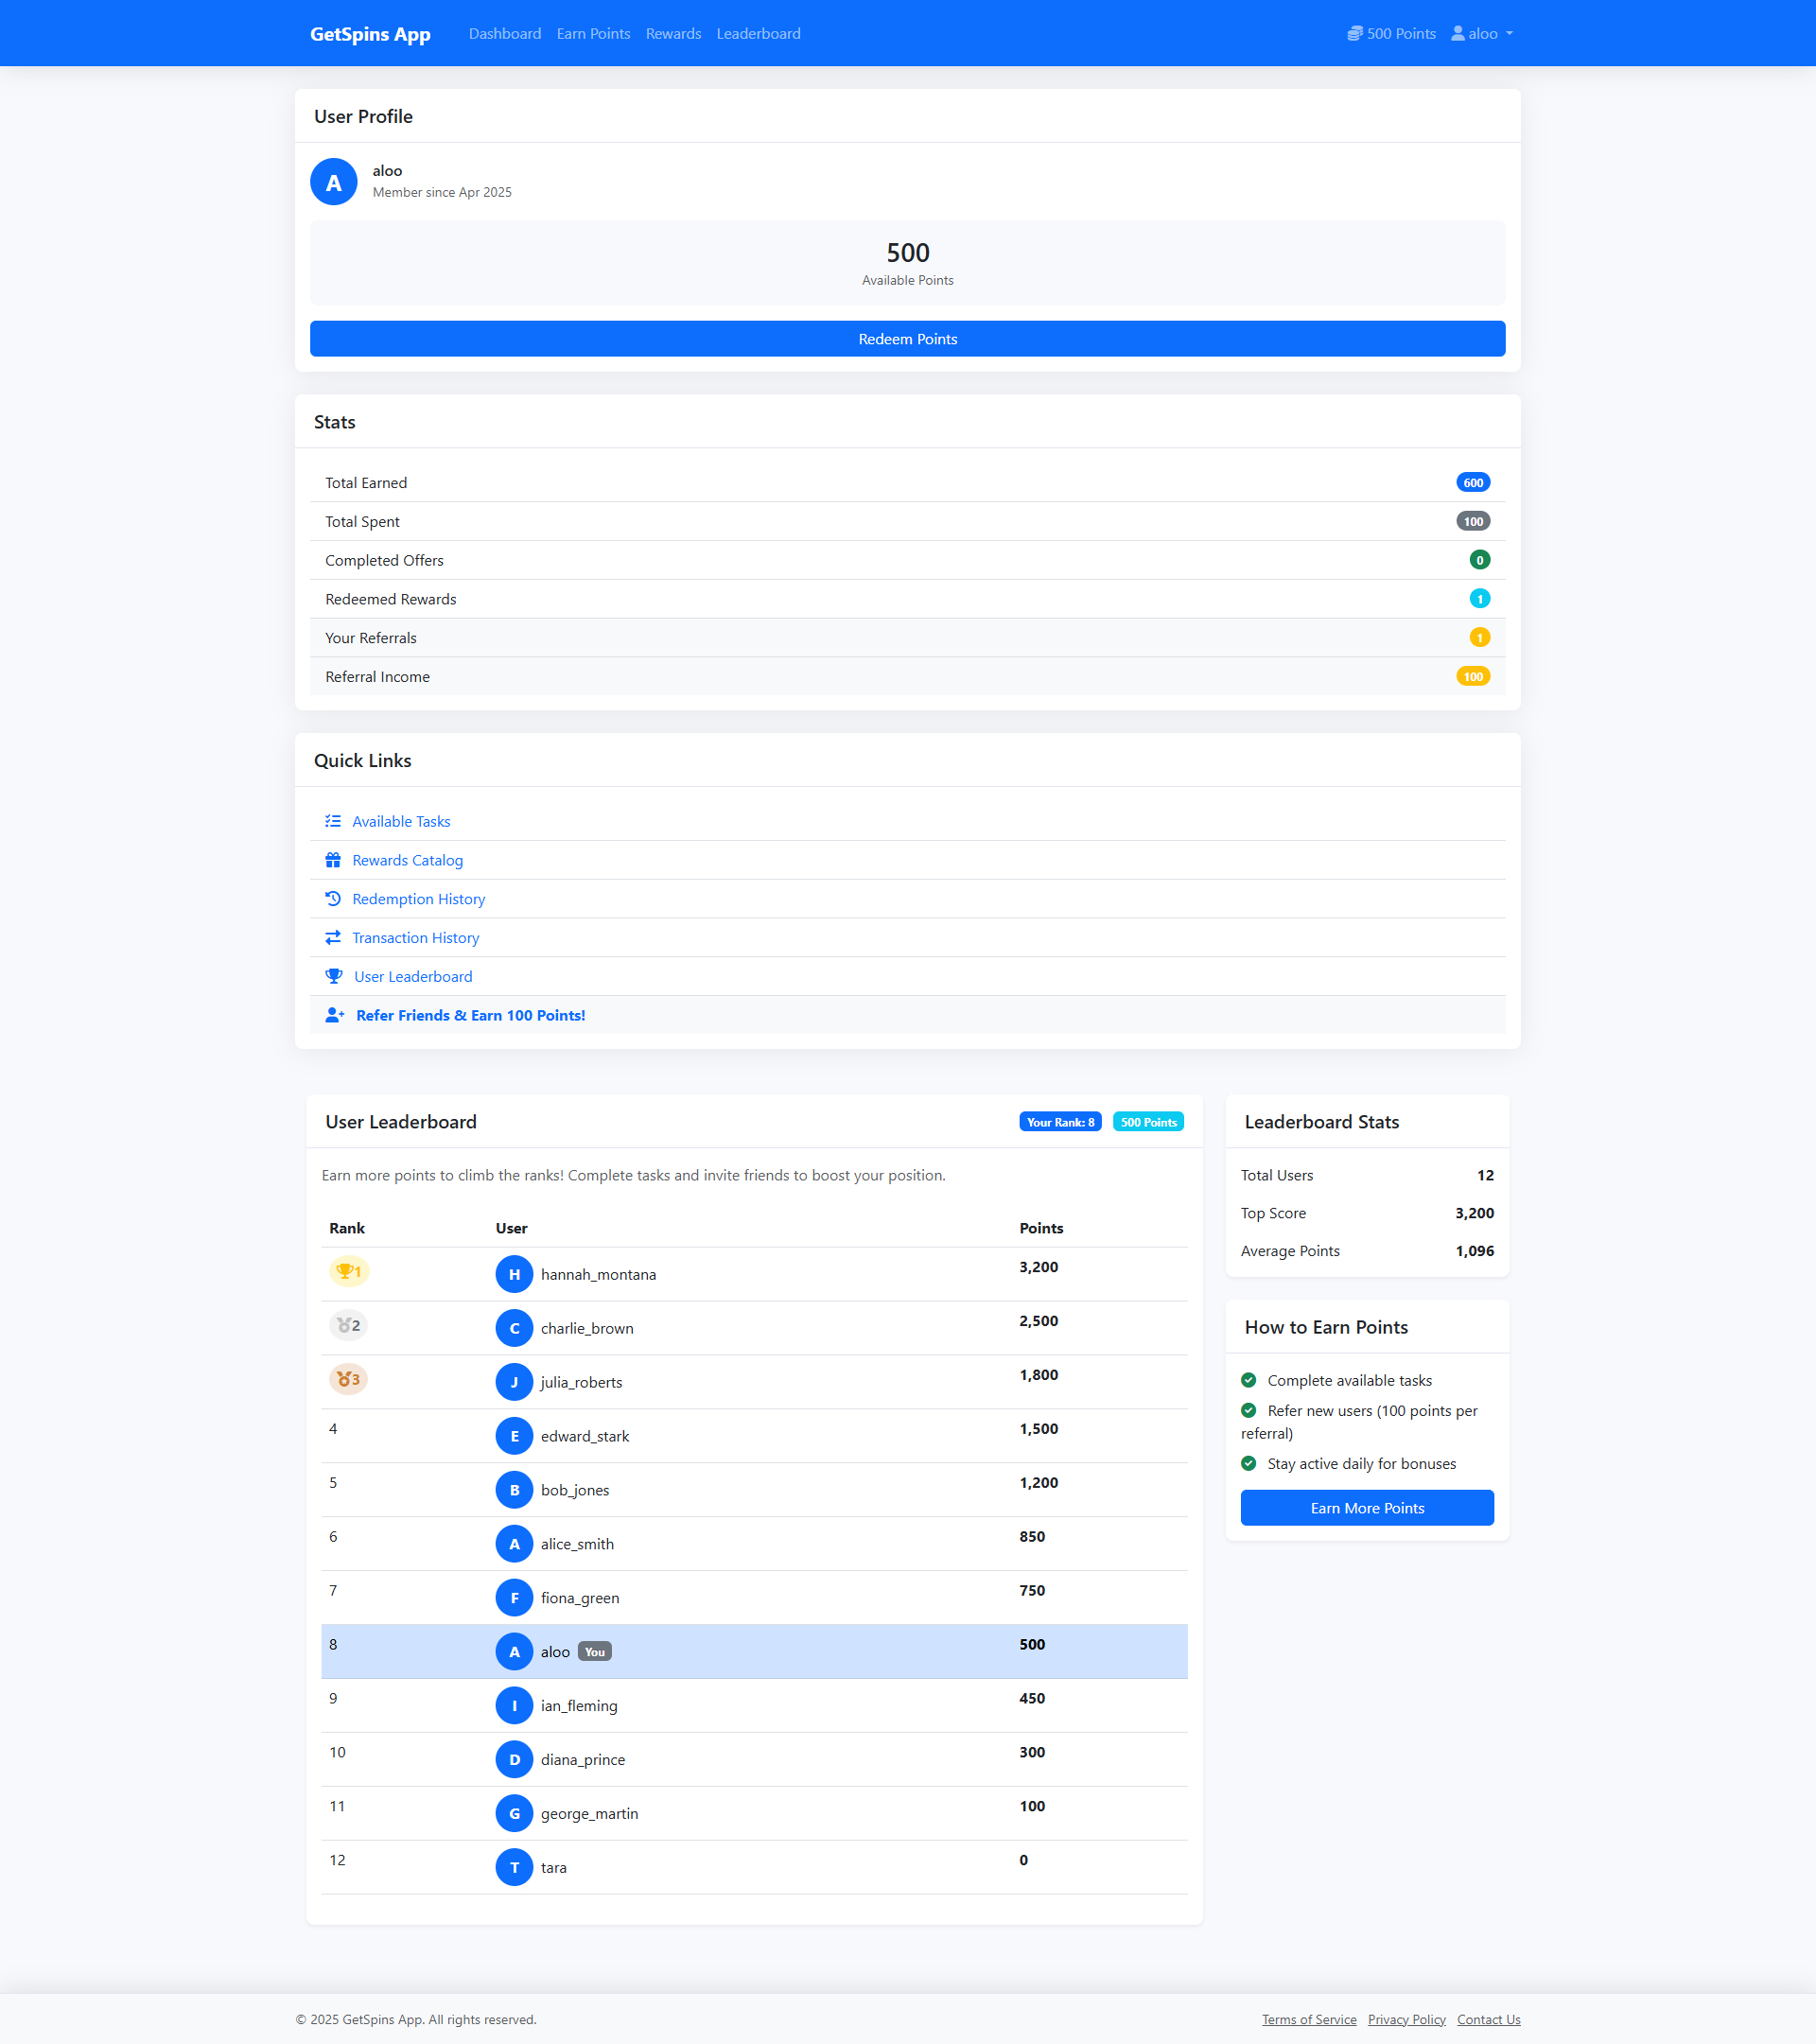 GetSpins App Dashboard Earn Points Rewards Leaderboard 500 Points aloo
User Profile
A
aloo
Member since Apr 2025
500
Available Points
Redeem Points
Stats
Total Earned 600
Total Spent 100
Completed Offers 0
Redeemed Rewards 1
Your Referrals 1
Referral Income 100
Quick Links
Available Tasks
Rewards Catalog
Redemption History
Transaction History
User Leaderboard
Refer Friends & Earn 100 Points!
User Leaderboard Your Rank: 8 500 Points
Earn more points to climb the ranks! Complete tasks and invite friends to boost your position.
Rank User Points
1 H hannah_montana 3,200
2 C charlie_brown 2,500
3 J julia_roberts 1,800
4 E edward_stark 1,500
5 B bob_jones 1,200
6 A alice_smith 850
7 F fiona_green 750
8 A aloo You 500
9 I ian_fleming 450
10 D diana_prince 300
11 G george_martin 100
12 T tara 0
Leaderboard Stats
Total Users 12
Top Score 3,200
Average Points 1,096
How to Earn Points
Complete available tasks
Refer new users (100 points per
referral)
Stay active daily for bonuses
Earn More Points
© 2025 GetSpins App. All rights reserved. Terms of Service Privacy Policy Contact Us